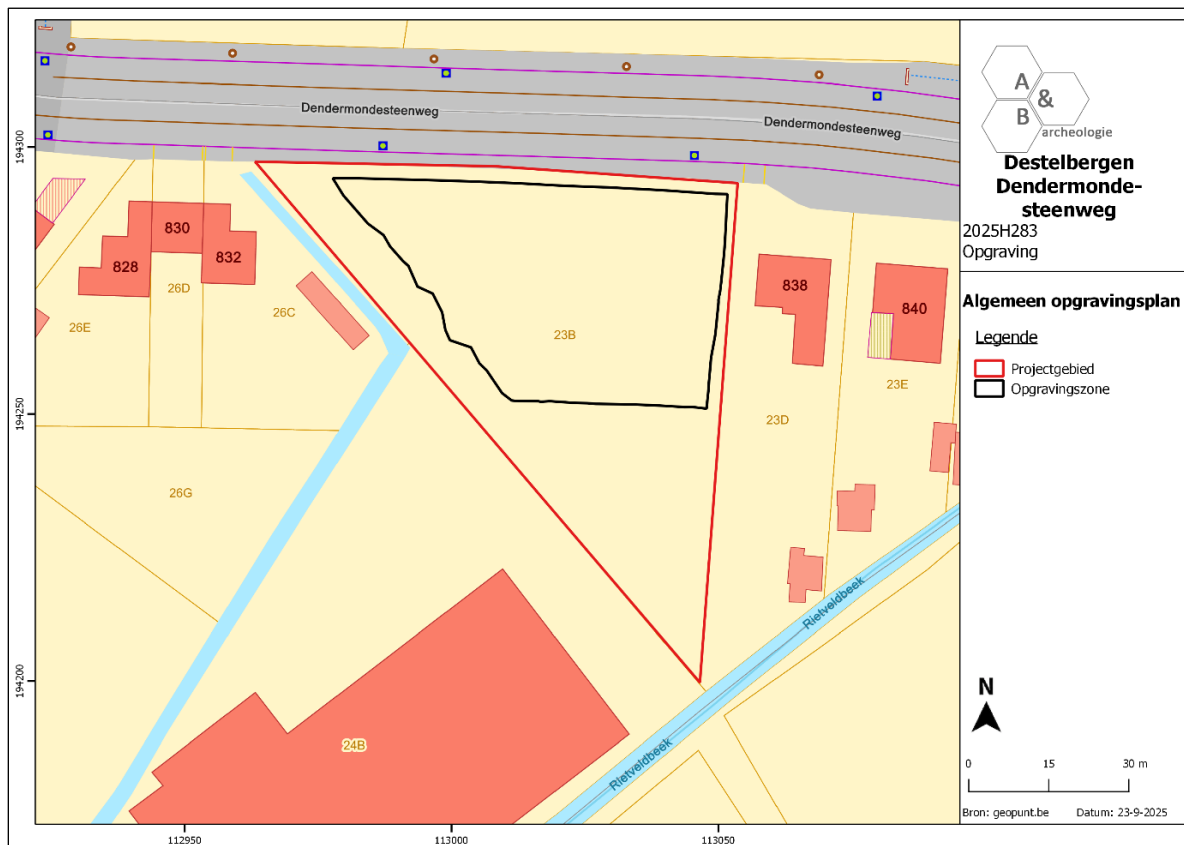 Dendermondesteenweg
Dendermondesteenweg
194300
194250
194200
830
828
832
26D
26E
26C
23B
838
840
23E
23D
26G
24B
Rietveldbeek
Rietveldbeek
112950
113000
113050
A
&
B
archeologie
Destelbergen
Dendermonde-
steenweg
2025H283
Opgraving
Algemeen opgravingsplan
Legende
Projectgebied
Opgravingszone
N
0 15 30 m
Bron: geopunt.be Datum: 23-9-2025